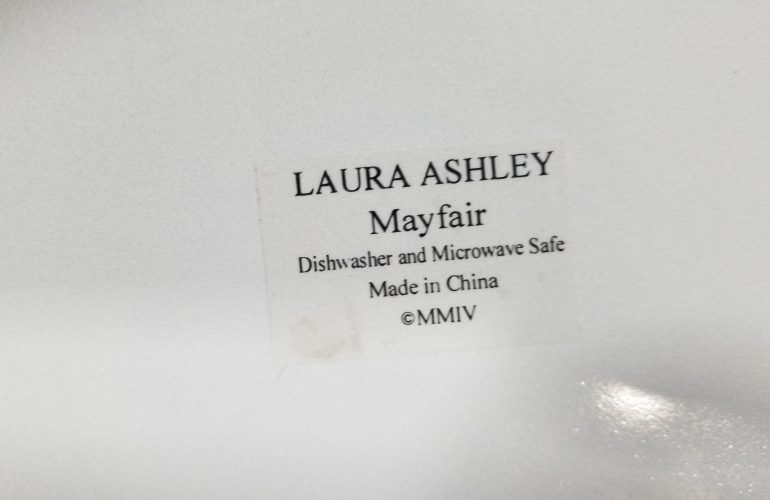 LAURA ASHLEY
Mayfair
Dishwasher and Microwave Safe
Made in China
©MMIV